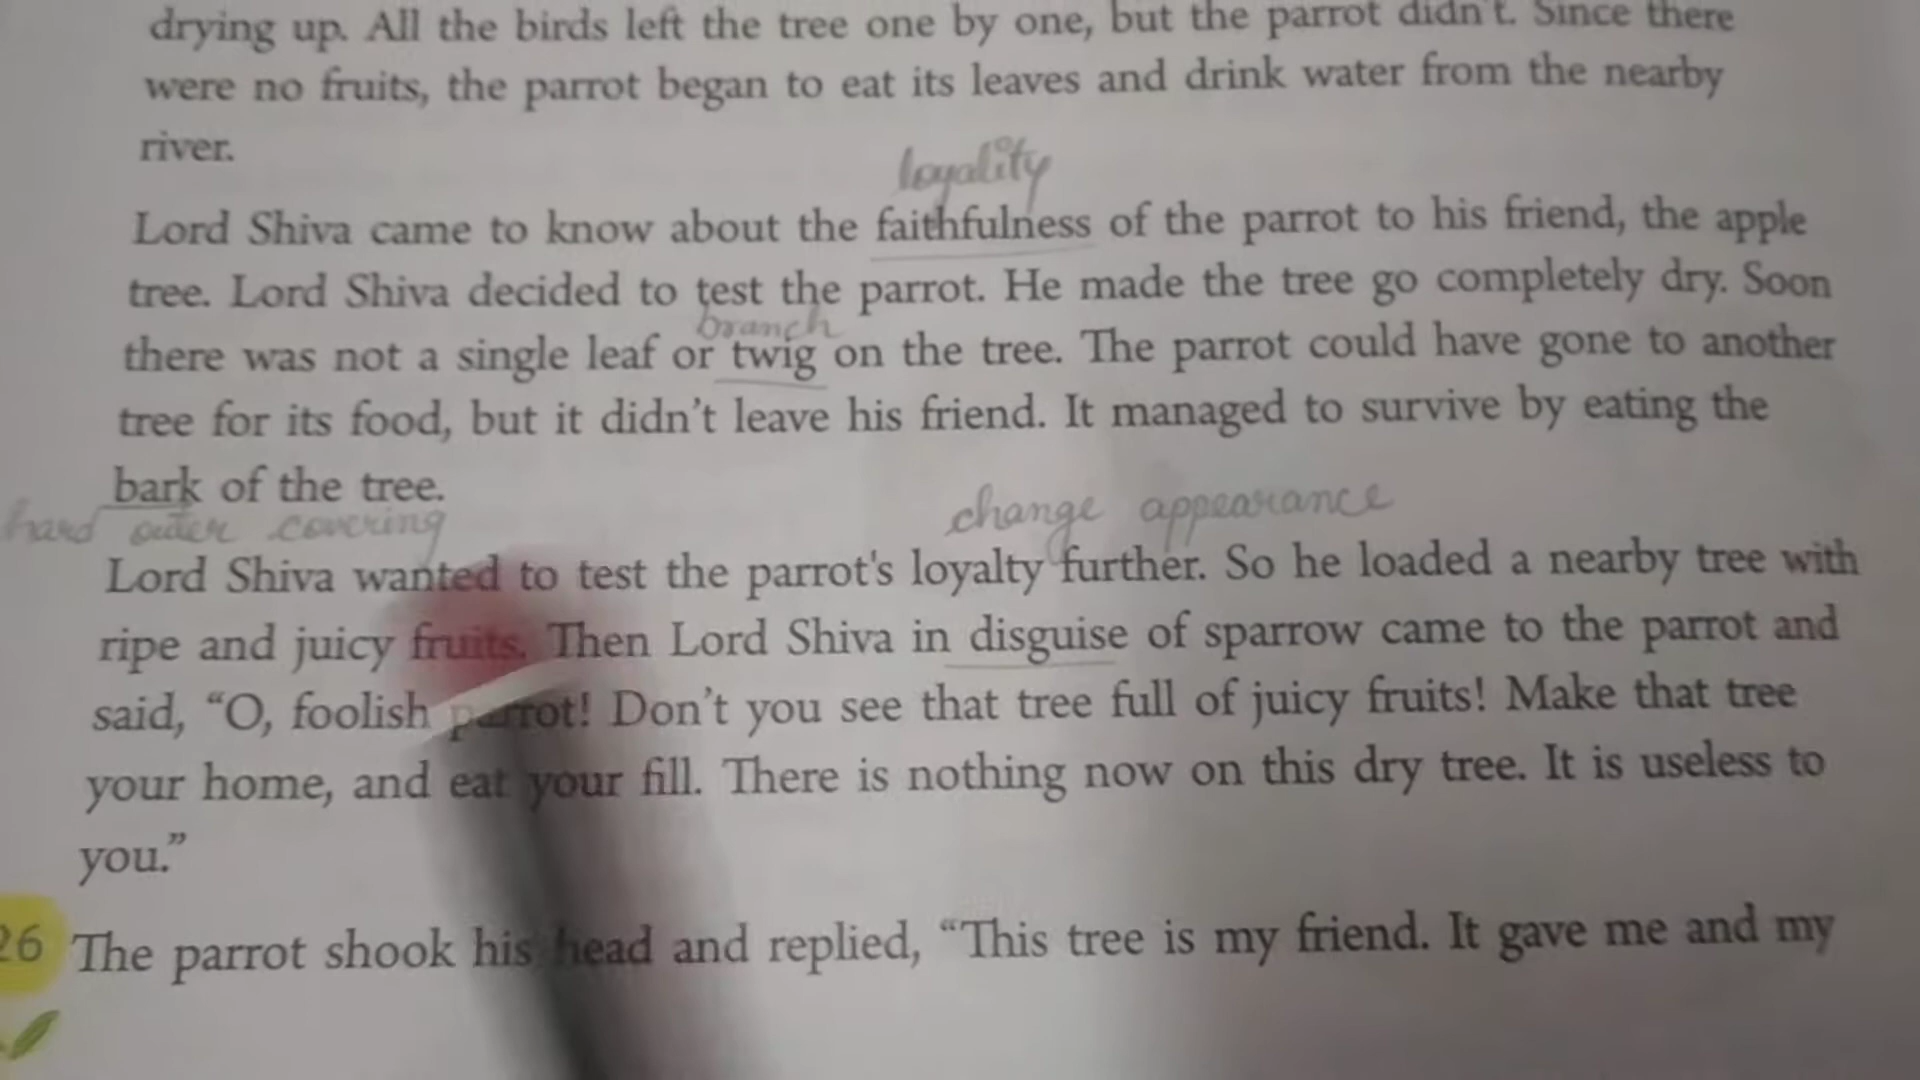 drying up. All the birds left the tree one by one, but the parrot didn't. Since there
were no fruits, the parrot began to eat its leaves and drink water from the nearby
river.
loyality
Lord Shiva came to know about the faithfulness of the parrot to his friend, the apple
tree. Lord Shiva decided to test the parrot. He made the tree go completely dry. Soon
branch
there was not a single leaf or twig on the tree. The parrot could have gone to another
tree for its food, but it didn't leave his friend. It managed to survive by eating the
bark of the tree.
hard outer covering
change appearance
Lord Shiva wanted to test the parrot's loyalty further. So he loaded a nearby tree with
ripe and juicy fruits. Then Lord Shiva in disguise of sparrow came to the parrot and
said, “O, foolish parrot! Don't you see that tree full of juicy fruits! Make that tree
your home, and eat your fill. There is nothing now on this dry tree. It is useless to
you.”
26
The parrot shook his head and replied, “This tree is my friend. It gave me and my